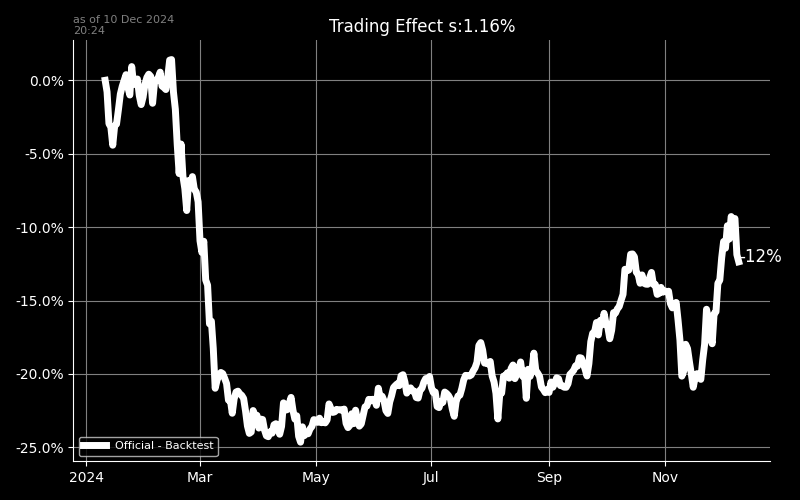 as of 10 Dec 2024
20:24
Trading Effect s:1.16%
0.0%
-5.0%
-10.0%
-12%
-15.0%
-20.0%
-25.0%
Official - Backtest
2024 Mar May Jul Sep Nov